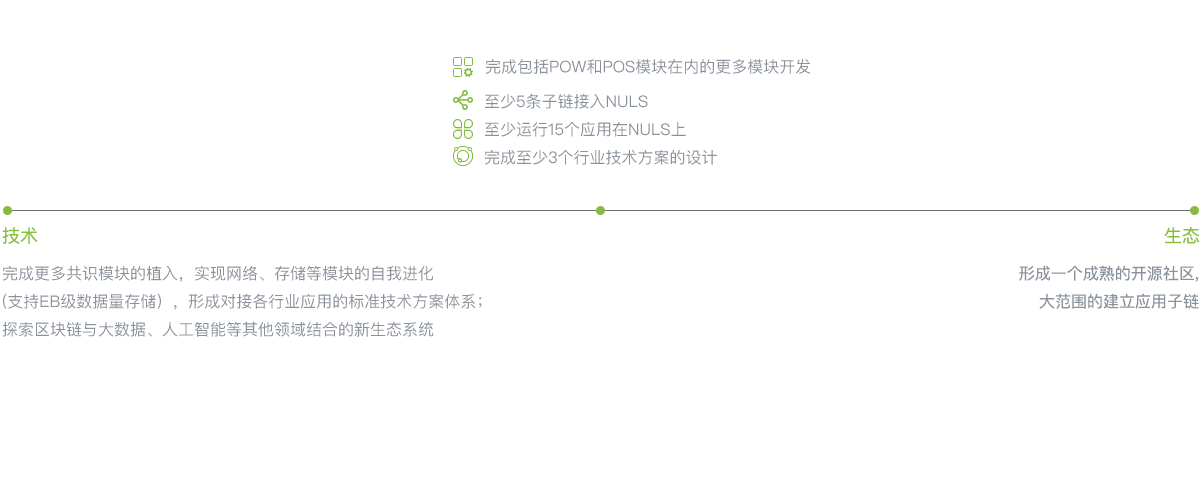 完成包括POW和POS模块在内的更多模块开发
至少5条子链接入NULS
至少运行15个应用在NULS上
完成至少3个行业技术方案的设计
技术
完成更多共识模块的植入，实现网络、存储等模块的自我进化
(支持EB级数据量存储），形成对接各行业应用的标准技术方案体系；
探索区块链与大数据、人工智能等其他领域结合的新生态系统
生态
形成一个成熟的开源社区,
大范围的建立应用子链